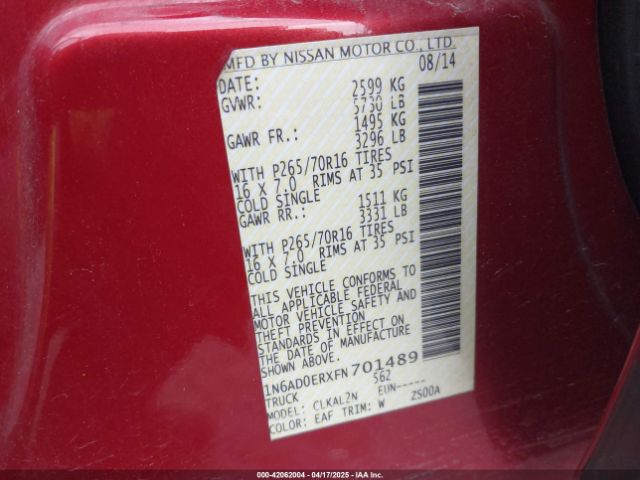 MFD BY NISSAN MOTOR CO., LTD.
DATE: 08/14
GVWR: 2599 KG
5730 LB
GAWR FR.: 1495 KG
3296 LB
WITH P265/70R16 TIRES
16 X 7.0 RIMS AT 35 PSI
COLD SINGLE
GAWR RR.: 1511 KG
3331 LB
WITH P265/70R16 TIRES
16 X 7.0 RIMS AT 35 PSI
COLD SINGLE
THIS VEHICLE CONFORMS TO
ALL APPLICABLE FEDERAL
MOTOR VEHICLE SAFETY AND
THEFT PREVENTION
STANDARDS IN EFFECT ON
THE DATE OF MANUFACTURE
SHOWN ABOVE.
1N6AD0ERXFN701489
TRUCK 562
MODEL: CLKAL2N EUN-----
COLOR: EAF TRIM: W ZS00A
000-42062004 - 04/17/2025 - IAA Inc.